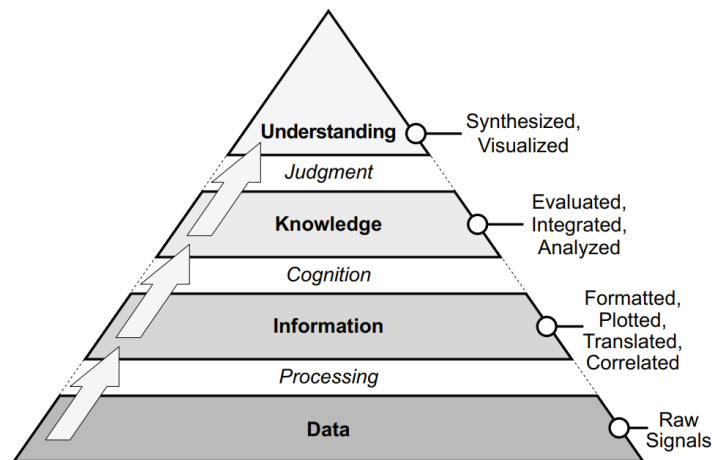 Understanding
Synthesized,
Visualized
Judgment
Knowledge
Evaluated,
Integrated,
Analyzed
Cognition
Information
Formatted,
Plotted,
Translated,
Correlated
Processing
Data
Raw
Signals